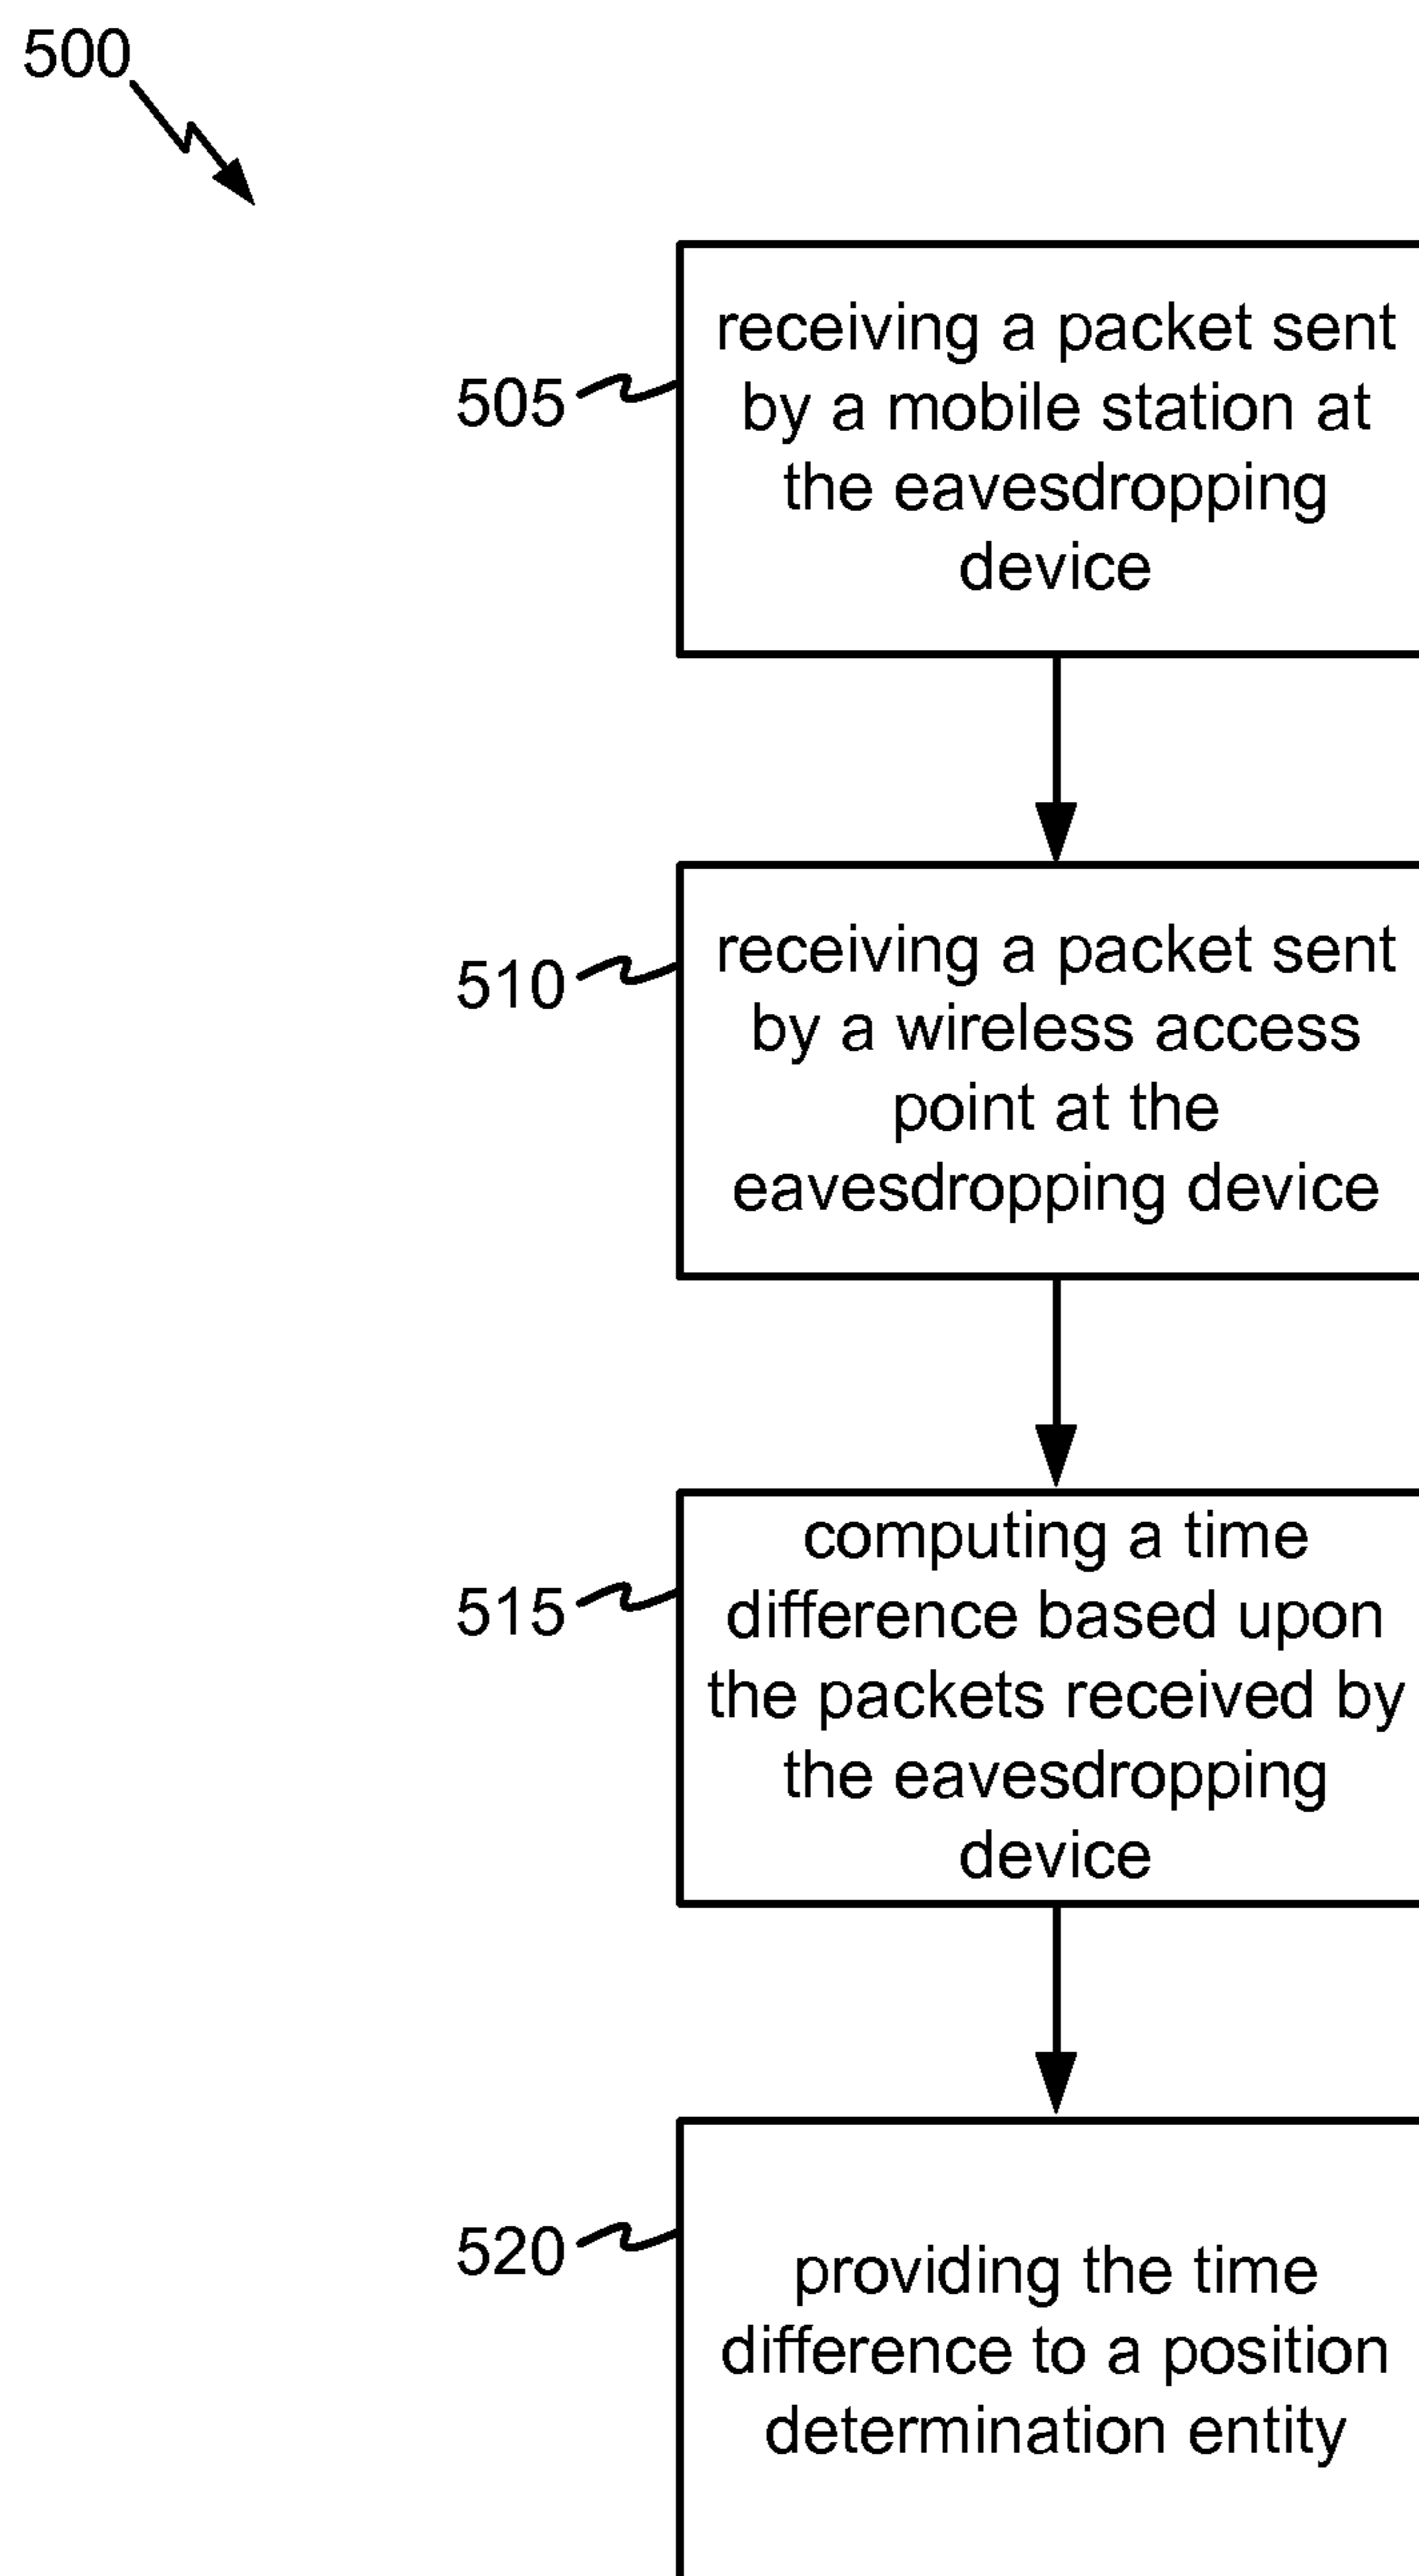 500
505
receiving a packet sent
by a mobile station at
the eavesdropping
device
510
receiving a packet sent
by a wireless access
point at the
eavesdropping device
515
computing a time
difference based upon
the packets received by
the eavesdropping
device
520
providing the time
difference to a position
determination entity